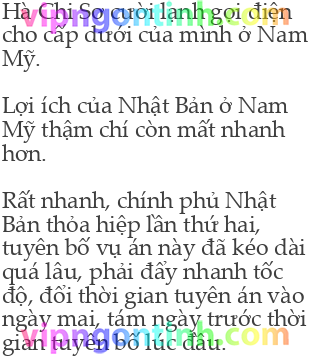 Hà Chi Sơ cười lạnh gọi điện
cho cấp dưới của mình ở Nam
Mỹ.
Lợi ích của Nhật Bản ở Nam
Mỹ thậm chí còn mất nhanh
hơn.
Rất nhanh, chính phủ Nhật
Bản thỏa hiệp lần thứ hai,
tuyên bố vụ án này đã kéo dài
quá lâu, phải đẩy nhanh tốc
độ, đổi thời gian tuyên án vào
ngày mai, tám ngày trước thời
gian tuyên bố lúc đầu.
vipngontinh.com
vipngontinh.com